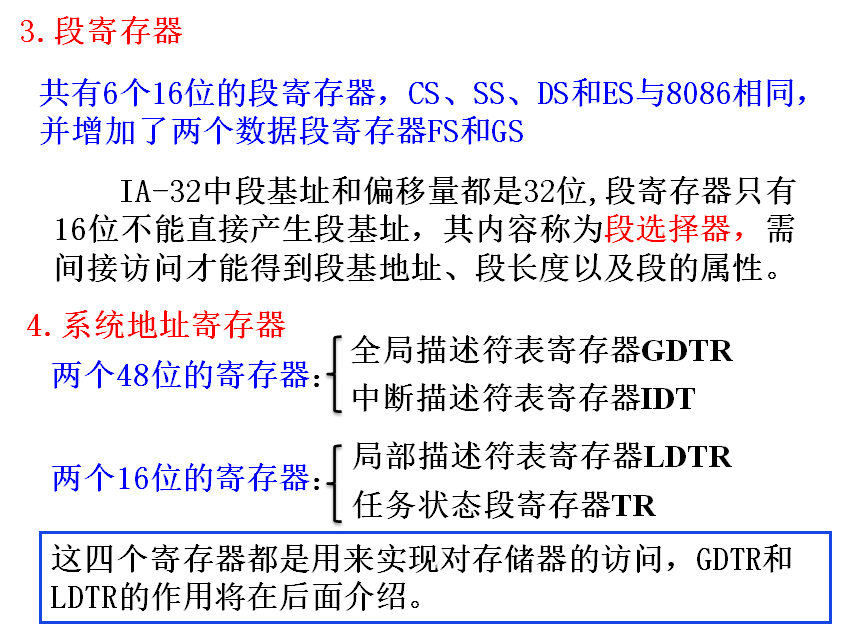 3.段寄存器
共有6个16位的段寄存器，CS、SS、DS和ES与8086相同，
并增加了两个数据段寄存器FS和GS
IA-32中段基址和偏移量都是32位,段寄存器只有
16位不能直接产生段基址，其内容称为段选择器，需
间接访问才能得到段基地址、段长度以及段的属性。
4.系统地址寄存器
两个48位的寄存器：
全局描述符表寄存器GDTR
中断描述符表寄存器IDT
两个16位的寄存器：
局部描述符表寄存器LDTR
任务状态段寄存器TR
这四个寄存器都是用来实现对存储器的访问，GDTR和
LDTR的作用将在后面介绍。